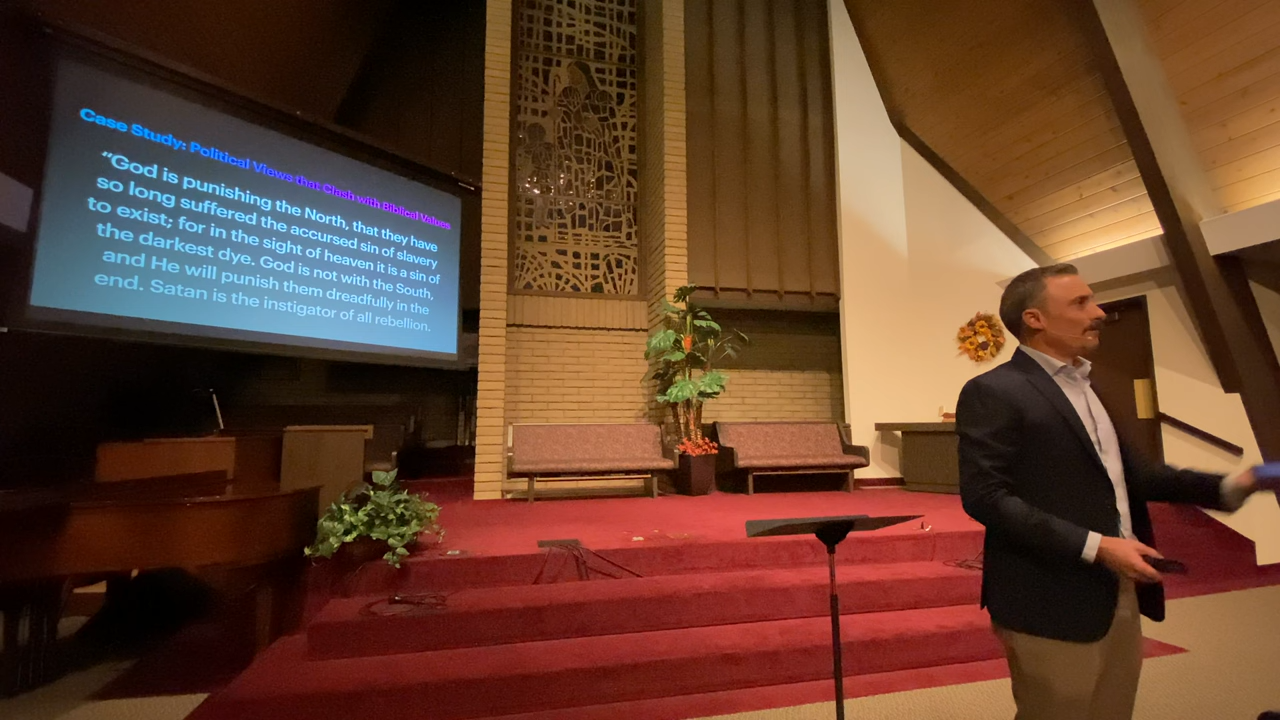 Case Study: Political Views that Clash with Biblical Values
“God is punishing the North, that they have
so long suffered the accursed sin of slavery
to exist; for in the sight of heaven it is a sin of
the darkest dye. God is not with the South,
and He will punish them dreadfully in the
end. Satan is the instigator of all rebellion.